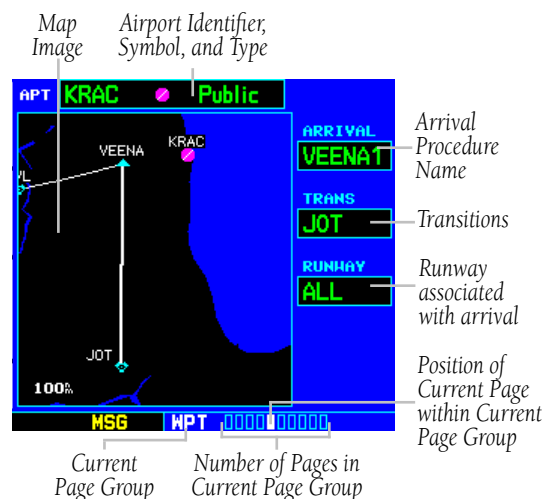 Map
Image
Airport Identifier,
Symbol, and Type
APT KRAC Public
VEENA
KRAC
VL
JOT
100
ARRIVAL
VEENA1
TRANS
JOT
RUNWAY
ALL
MSG WPT
Arrival
Procedure
Name
Transitions
Runway
associated
with arrival
Position of
Current Page
within Current
Page Group
Current
Page Group
Number of Pages in
Current Page Group